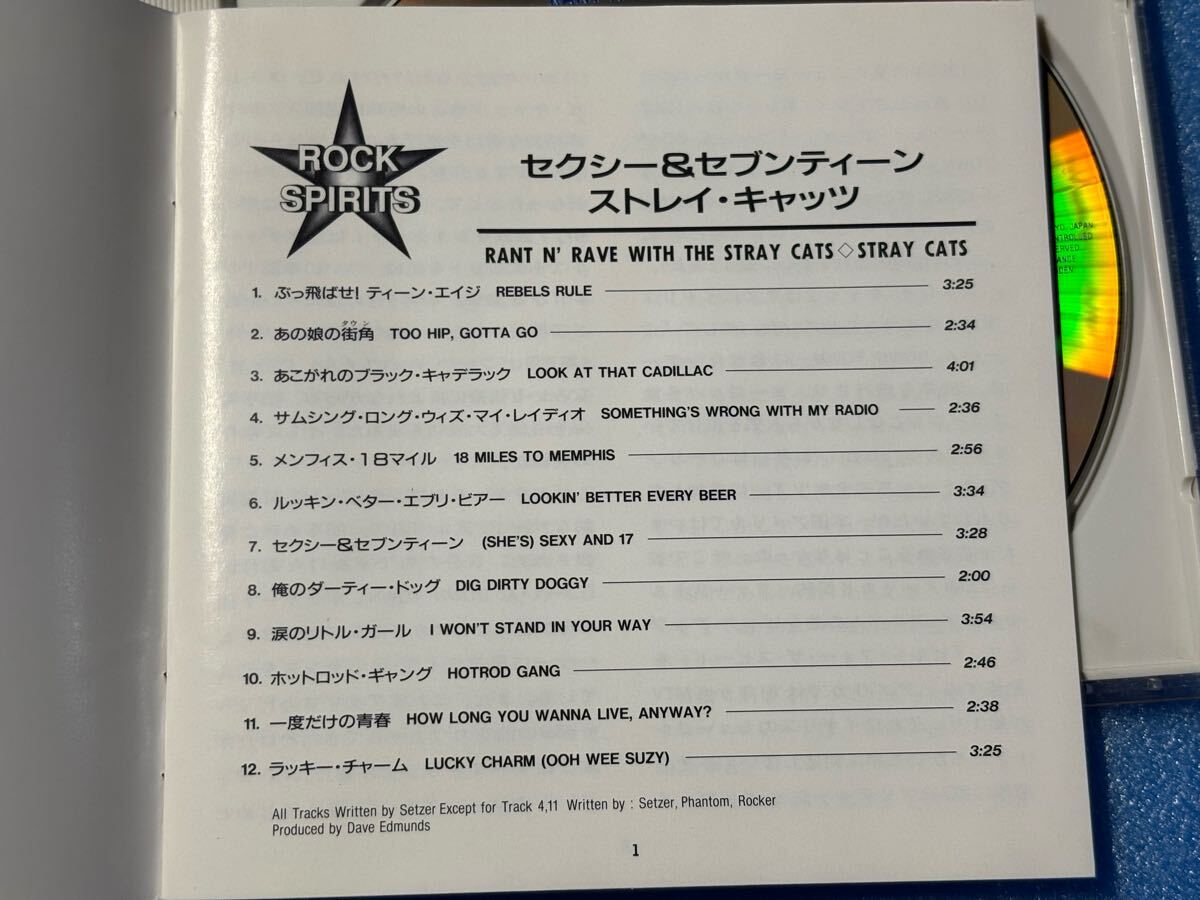 ROCK
SPIRITS
セクシー&セブンティーン
ストレイ・キャッツ
RANT N' RAVE WITH THE STRAY CATS◇STRAY CATS
1. ぶっ飛ばせ! ティーン・エイジ REBELS RULE 3:25
タウン
2. あの娘の街角 TOO HIP, GOTTA GO 2:34
3. あこがれのブラック・キャデラック LOOK AT THAT CADILLAC 4:01
4. サムシング・ロング・ウィズ・マイ・レイディオ SOMETHING'S WRONG WITH MY RADIO 2:36
5. メンフィス・18マイル 18 MILES TO MEMPHIS 2:56
6. ルッキン・ベター・エブリ・ビアー LOOKIN' BETTER EVERY BEER 3:34
7. セクシー&セブンティーン (SHE'S) SEXY AND 17 3:28
8. 俺のダーティー・ドッグ DIG DIRTY DOGGY 2:00
9. 涙のリトル・ガール I WON'T STAND IN YOUR WAY 3:54
10. ホットロッド・ギャング HOTROD GANG 2:46
11. 一度だけの青春 HOW LONG YOU WANNA LIVE, ANYWAY? 2:38
12. ラッキー・チャーム LUCKY CHARM (OOH WEE SUZY) 3:25
All Tracks Written by Setzer Except for Track 4,11 Written by : Setzer, Phantom, Rocker
Produced by Dave Edmunds
1
JAPAN